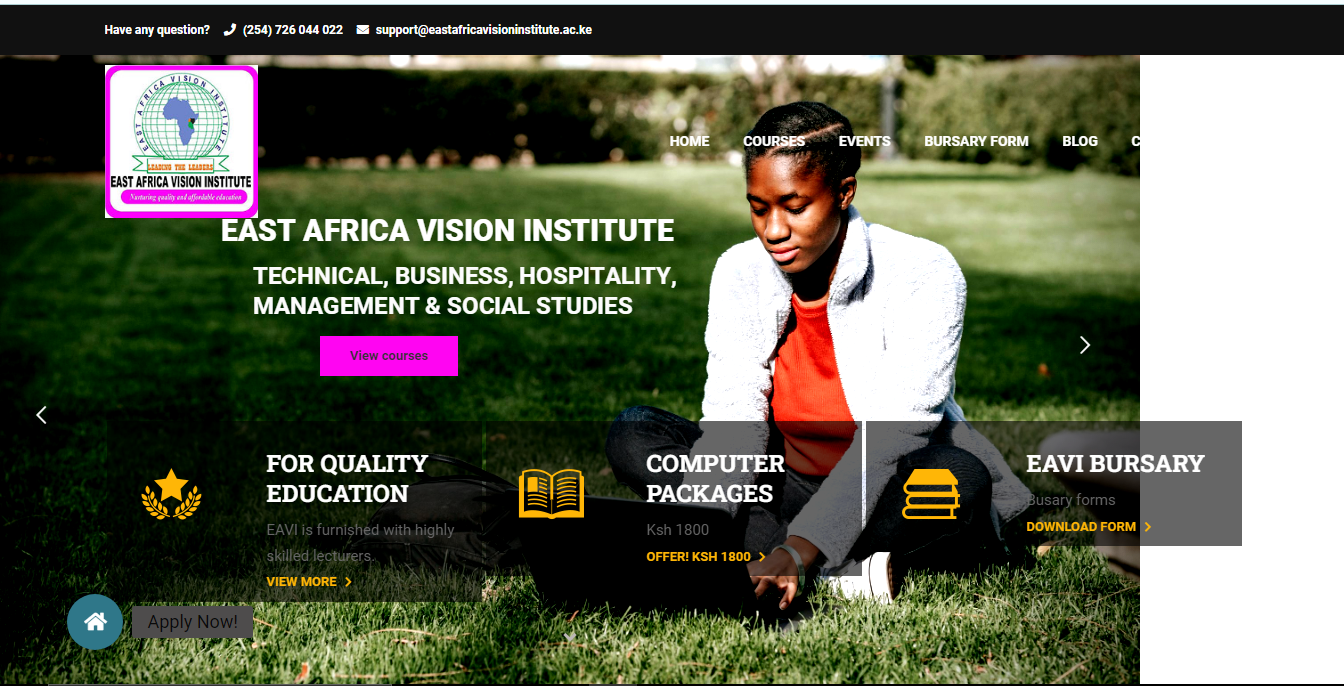 Have any question? (254) 726 044 022 support@eastafricavisioninstitute.ac.ke
EAST AFRICA VISION INSTITUTE
LEADING THE LEADERS
EAST AFRICA VISION INSTITUTE
Nurturing quality and affordable education
HOME COURSES EVENTS BURSARY FORM BLOG C
EAST AFRICA VISION INSTITUTE
TECHNICAL, BUSINESS, HOSPITALITY,
MANAGEMENT & SOCIAL STUDIES
View courses
FOR QUALITY
EDUCATION
EAVI is furnished with highly
skilled lecturers.
VIEW MORE
COMPUTER
PACKAGES
Ksh 1800
OFFER! KSH 1800
EAVI BURSARY
Busary forms
DOWNLOAD FORM
Apply Now!